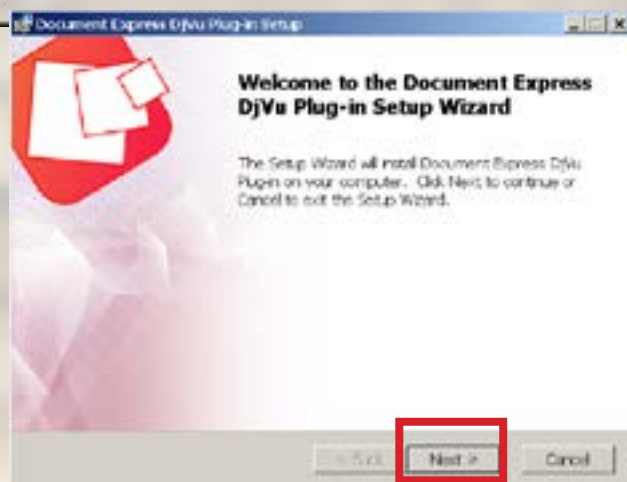 Document Express DjVu Plug-in Setup
Welcome to the Document Express
DjVu Plug-in Setup Wizard
The Setup Wizard will install Document Express DjVu
Plug-in on your computer. Click Next to continue or
Cancel to exit the Setup Wizard.
< Back Next > Cancel